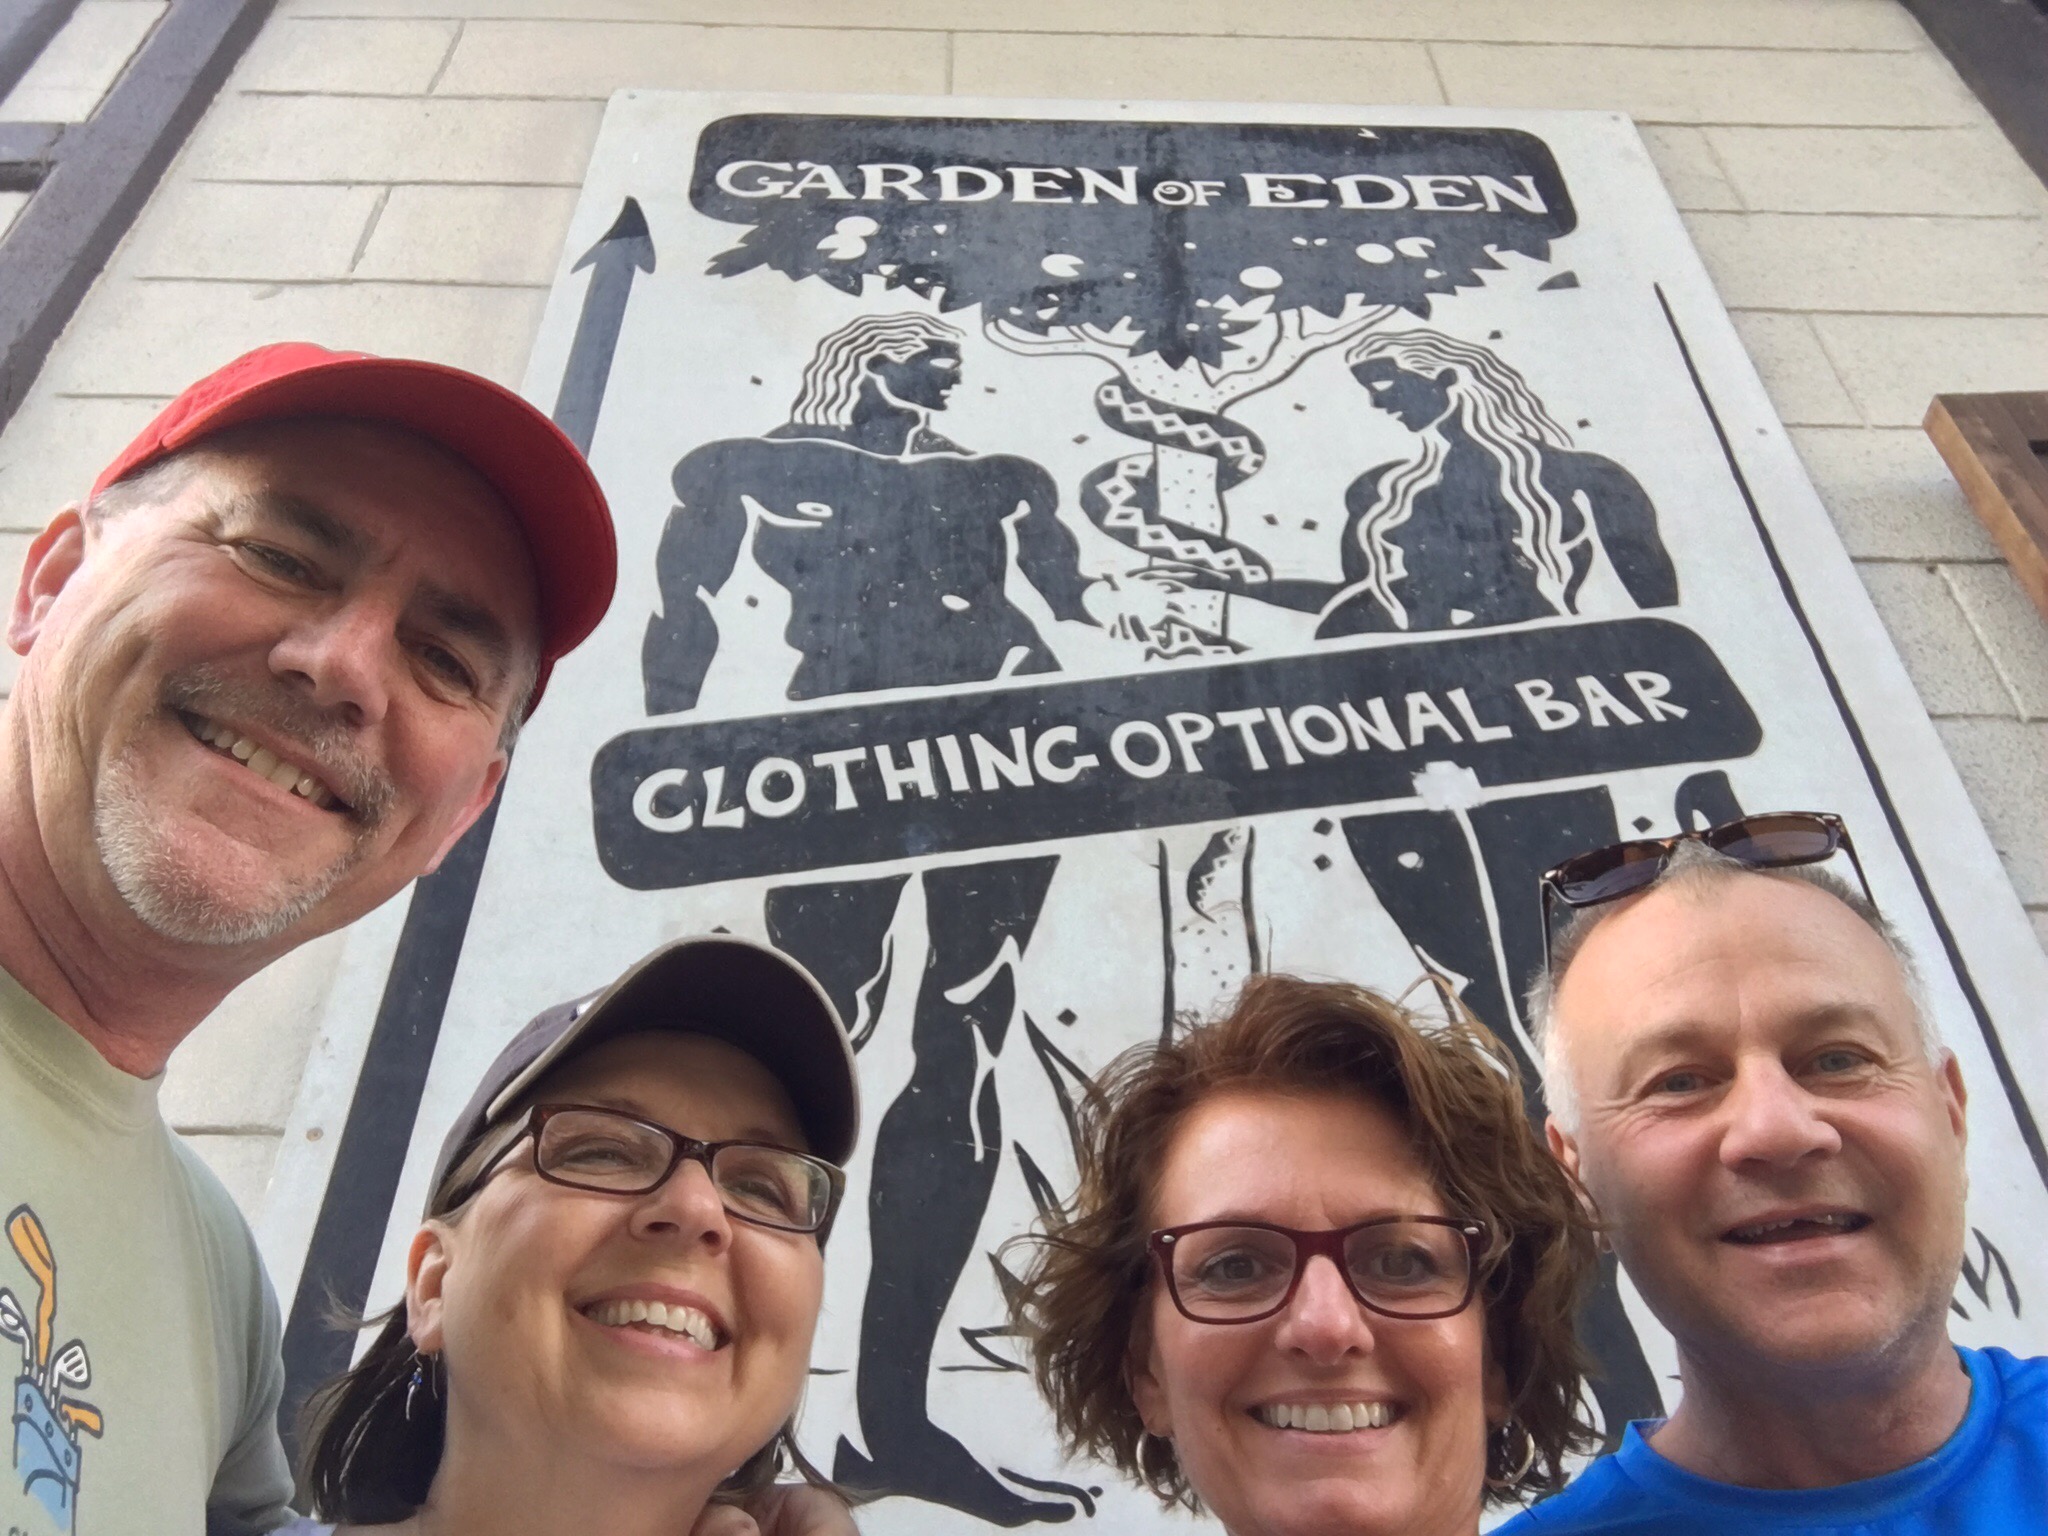 GARDEN OF EDEN
CLOTHING OPTIONAL BAR